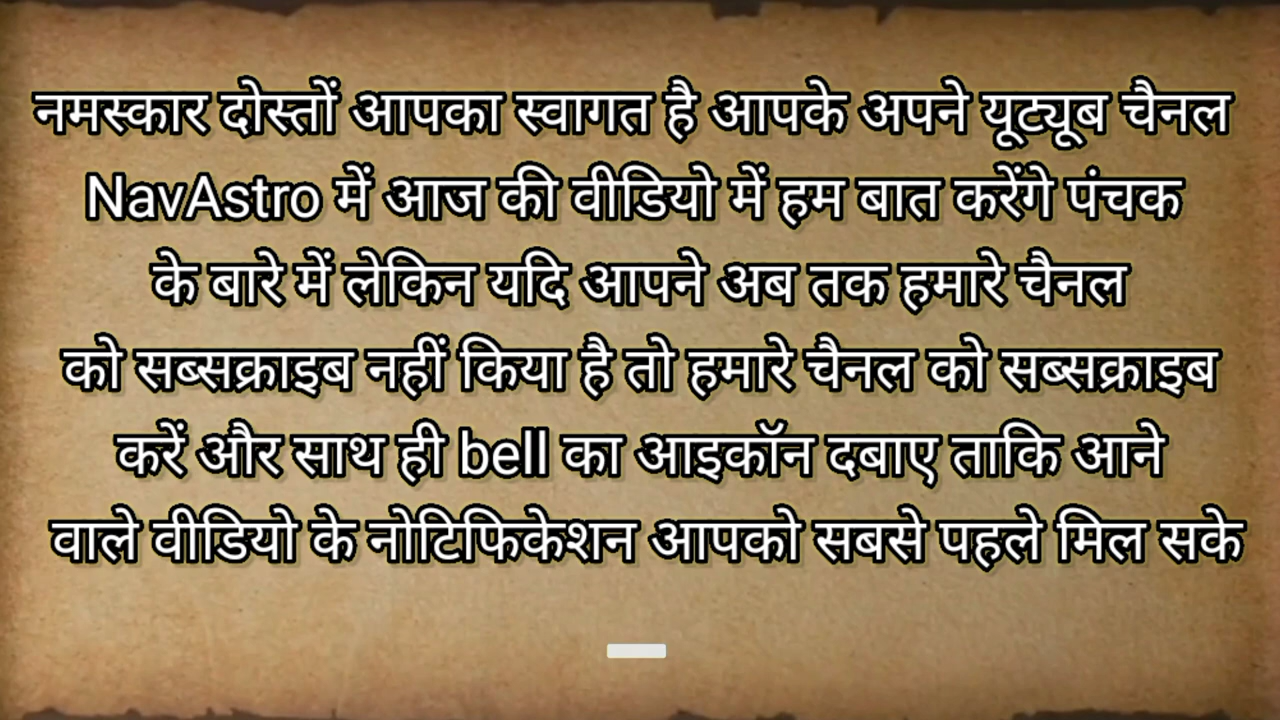 नमस्कार दोस्तों आपका स्वागत है आपके अपने यूट्यूब चैनल
NavAstro में आज की वीडियो में हम बात करेंगे पंचक
के बारे में लेकिन यदि आपने अब तक हमारे चैनल
को सब्सक्राइब नहीं किया है तो हमारे चैनल को सब्सक्राइब
करें और साथ ही bell का आइकॉन दबाए ताकि आने
वाले वीडियो के नोटिफिकेशन आपको सबसे पहले मिल सके